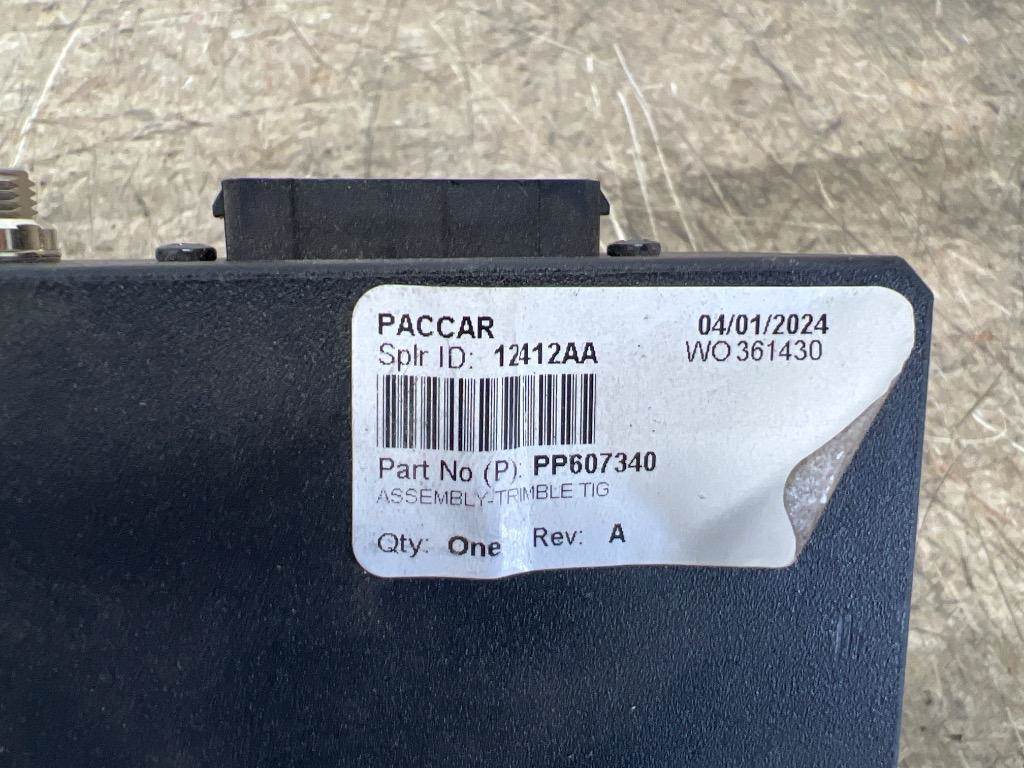 PACCAR 04/01/2024
Splr ID: 12412AA WO 361430
Part No (P): PP607340
ASSEMBLY-TRIMBLE TIG
Qty: One Rev: A